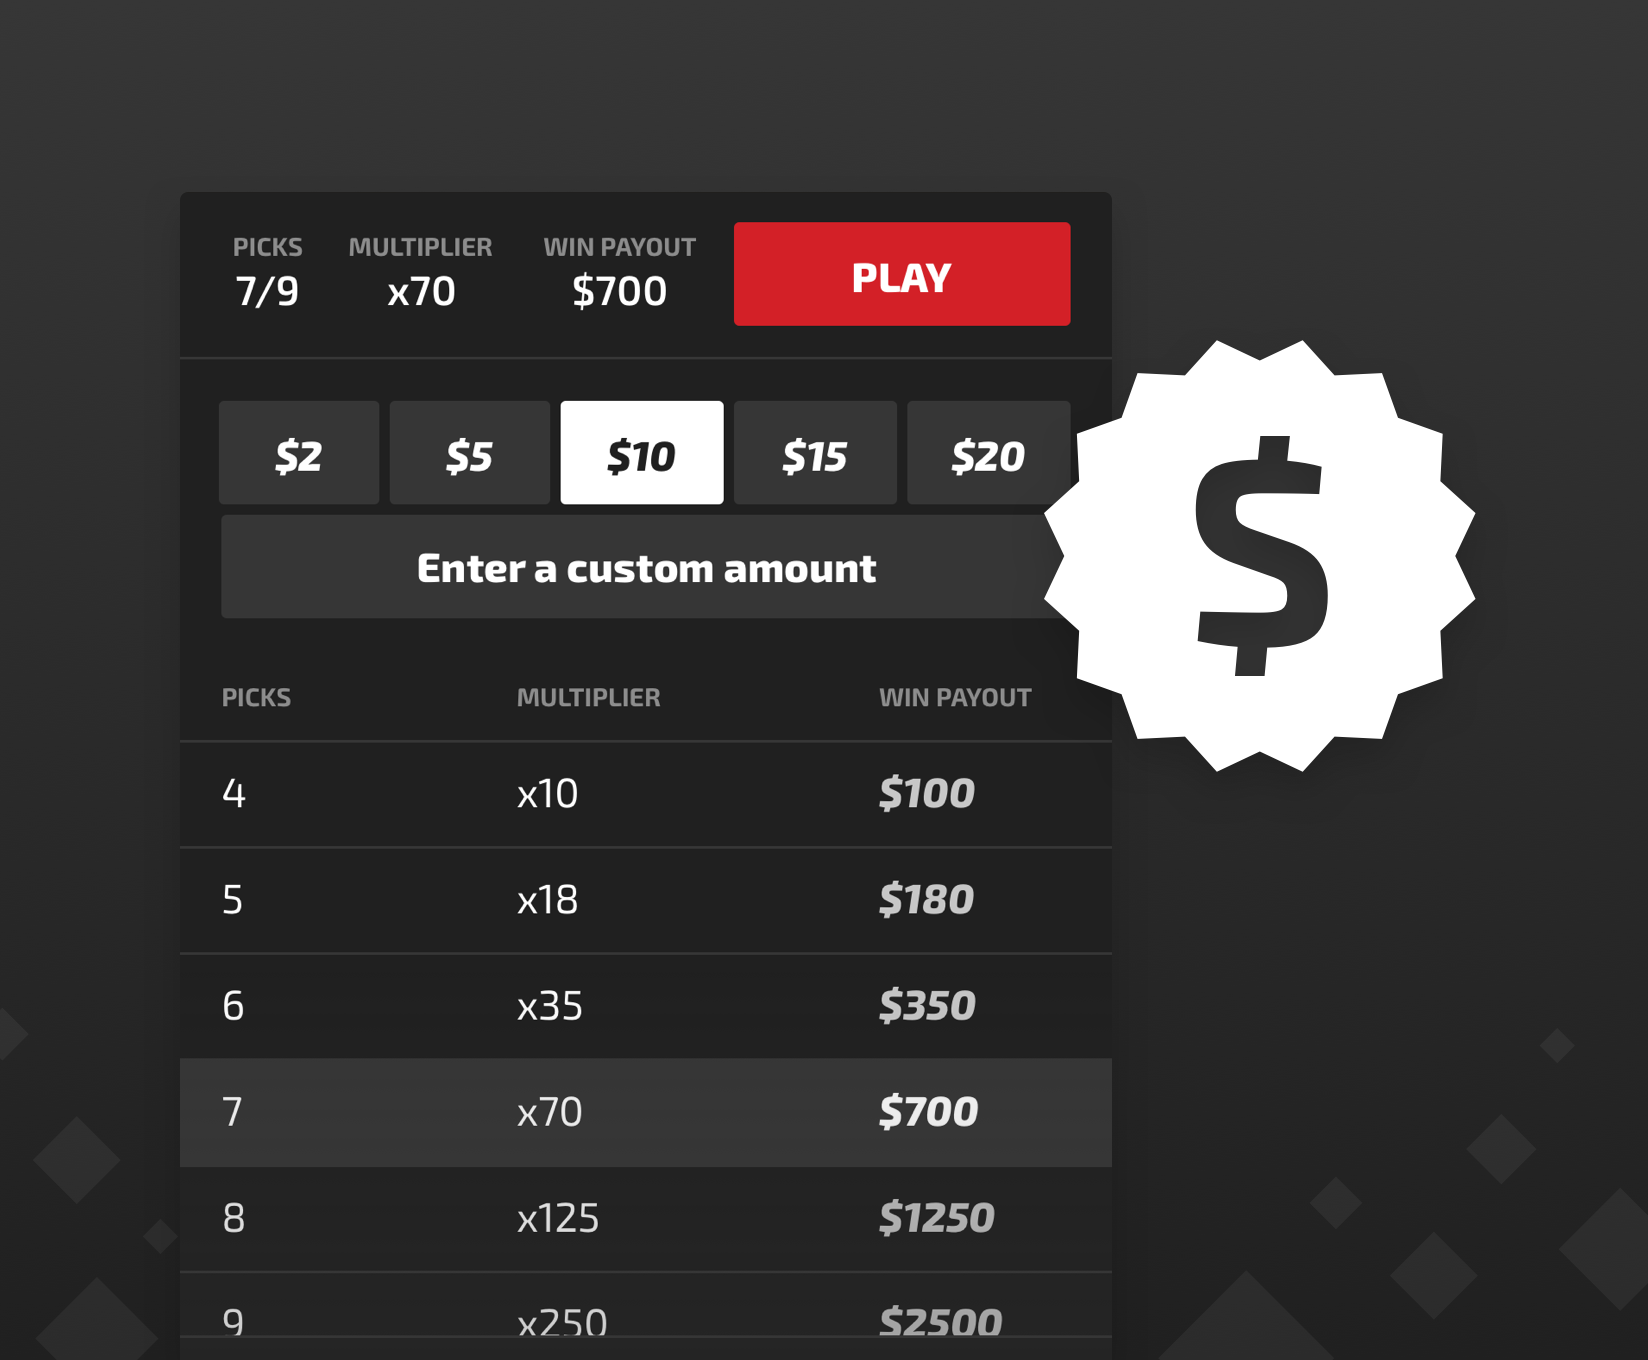 PICKS MULTIPLIER WIN PAYOUT
7/9 x70 $700 PLAY
$2 $5 $10 $15 $20
Enter a custom amount
$
PICKS MULTIPLIER WIN PAYOUT
4 x10 $100
5 x18 $180
6 x35 $350
7 x70 $700
8 x125 $1250
9 x250 $2500